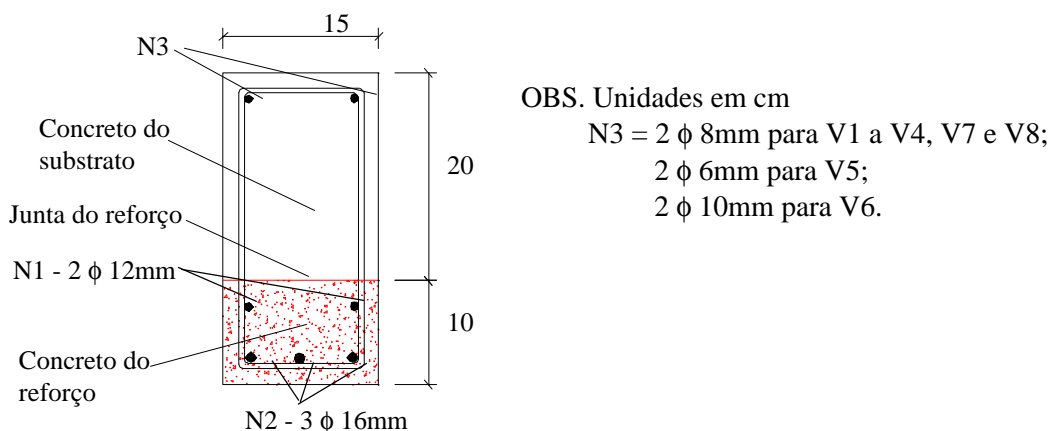 15
N3
Concreto do
substrato
20
Junta do reforço
N1 - 2 ϕ 12mm
10
Concreto do
reforço
N2 - 3 ϕ 16mm
OBS. Unidades em cm
N3 = 2 ϕ 8mm para V1 a V4, V7 e V8;
2 ϕ 6mm para V5;
2 ϕ 10mm para V6.